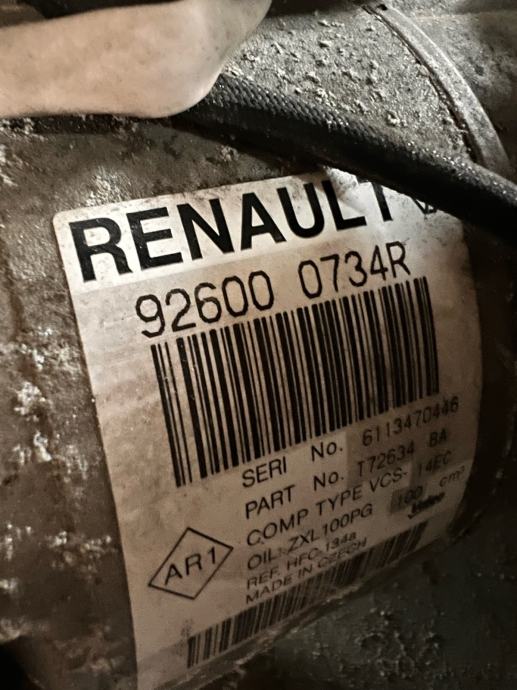 RENAULT
92600 0734R
SERI No. 6113470446
PART No. T72634 BA
COMP TYPE VCS- 14EC
OIL: ZXL100PG 100 cm³
REF. HFC-134a
MADE IN CZECH
Valeo
AR1